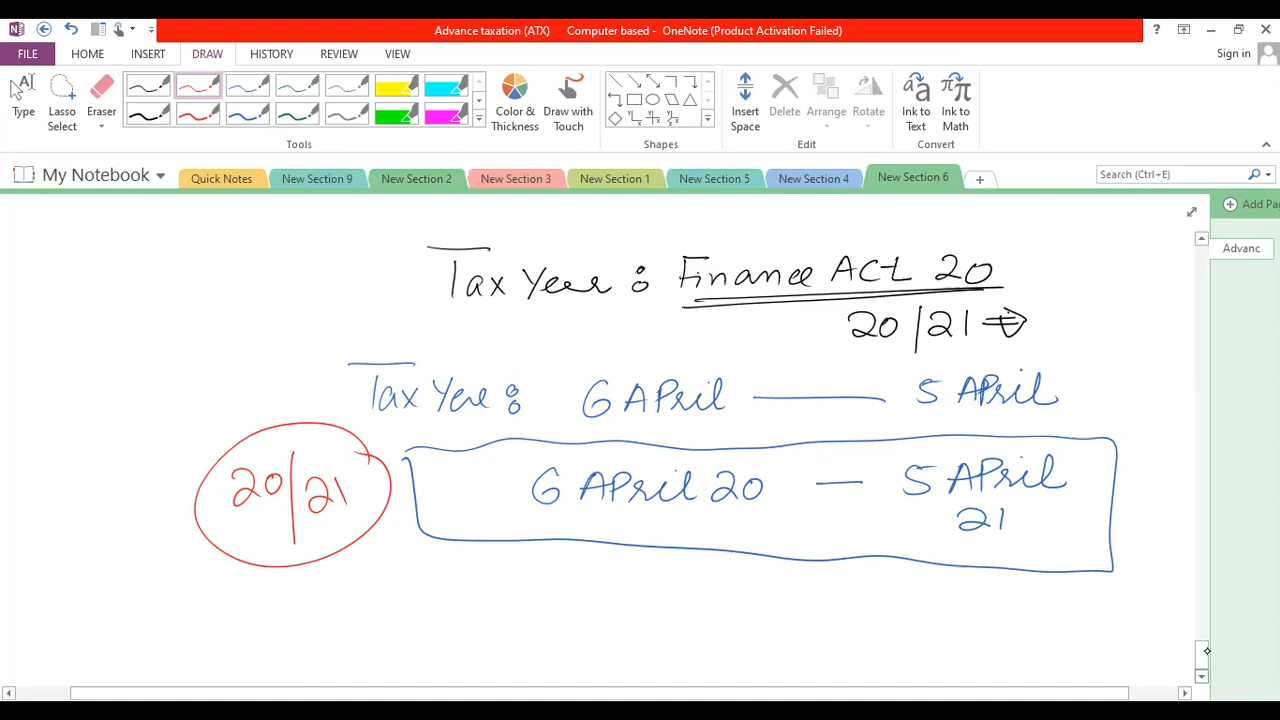 Advance taxation (ATX) Computer based - OneNote (Product Activation Failed)
FILE HOME INSERT DRAW HISTORY REVIEW VIEW Sign in
Type
Lasso Select
Eraser
Color & Thickness
Draw with Touch
Insert Space
Delete
Arrange
Rotate
Ink to Text
Ink to Math
Tools Shapes Edit Convert
My Notebook Quick Notes New Section 9 New Section 2 New Section 3 New Section 1 New Section 5 New Section 4 New Section 6 Search (Ctrl+E)
Add Pag
Advanc
Tax Year : Finance ACt 20
20 | 21 ⇒
Tax Yere : 6 APril — 5 APril
20 | 21 6 APril 20 — 5 APril
21